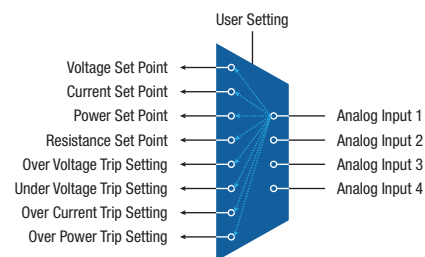 User Setting
Voltage Set Point
Current Set Point
Power Set Point
Resistance Set Point
Over Voltage Trip Setting
Under Voltage Trip Setting
Over Current Trip Setting
Over Power Trip Setting
Analog Input 1
Analog Input 2
Analog Input 3
Analog Input 4